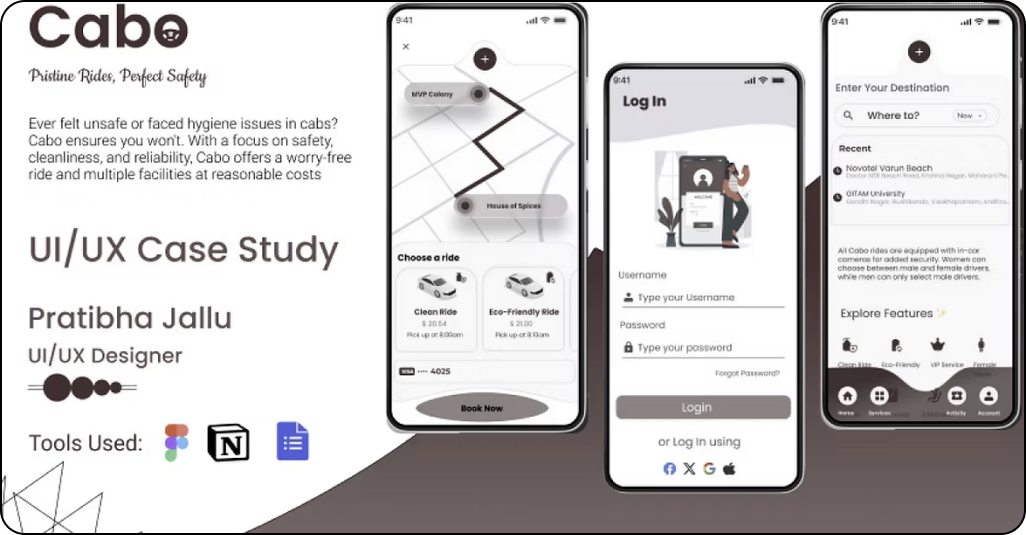 Cabo
Pristine Rides, Perfect Safety
Ever felt unsafe or faced hygiene issues in cabs?
Cabo ensures you won't. With a focus on safety,
cleanliness, and reliability, Cabo offers a worry-free
ride and multiple facilities at reasonable costs
UI/UX Case Study
Pratibha Jallu
UI/UX Designer
Tools Used:
N
9:41
MVP Colony
House of Spices
Choose a ride
Clean Ride
$ 20.54
Pick up at 8:00am
Eco-Friendly Ride
$ 21.00
Pick up at 8:10am
VISA •••• 4025
Book Now
9:41
Log In
WELCOME
Username
Type your Username
Password
Type your password
Forgot Password?
Login
or Log In using
9:41
Enter Your Destination
Where to?
Now
Recent
Novotel Varun Beach
Doctor NTR Beach Road, Krishna Nagar, Maharani Pe..
GITAM University
Gandhi Nagar, Rushikonda, Visakhapatnam, Andhra..
All Cabo rides are equipped with in-car
cameras for added security. Women can
choose between male and female drivers,
while men can only select male drivers.
Explore Features
Clean Ride
Eco-Friendly
VIP Service
Female
Home
Services
Activity
Account